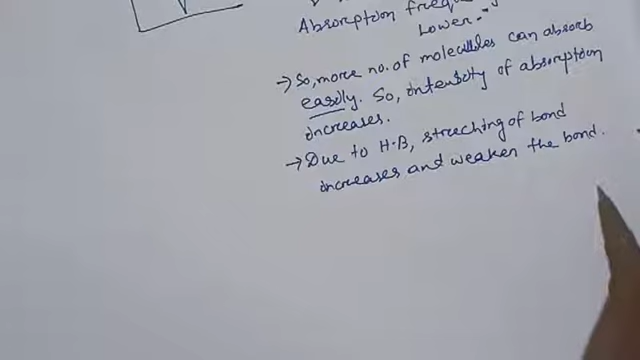 Absorption freq
Lower.
→ So, more no. of molecules can absorb
easily. So, intensity of absorption
increases.
→ Due to H.B, streching of bond
increases and weaken the bond.